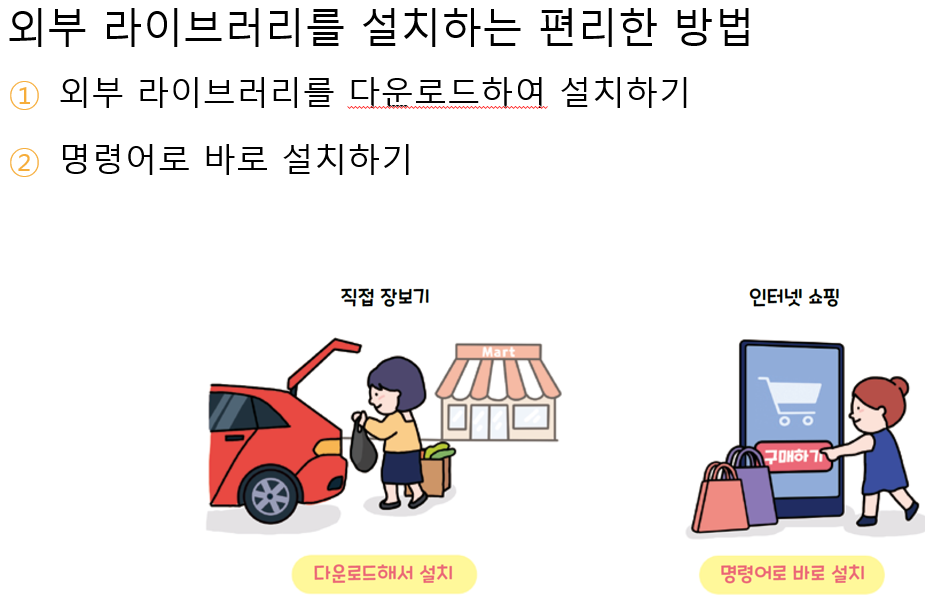 외부 라이브러리를 설치하는 편리한 방법
① 외부 라이브러리를 다운로드하여 설치하기
② 명령어로 바로 설치하기
직접 장보기
인터넷 쇼핑
Mart
구매하기
다운로드해서 설치
명령어로 바로 설치